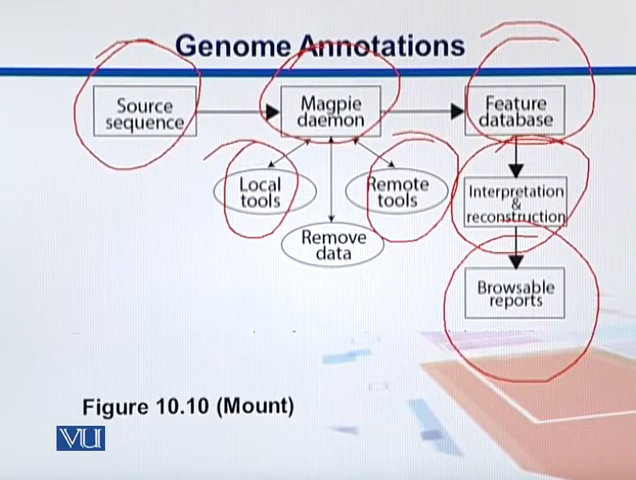 Genome Annotations
Source
sequence
Magpie
daemon
Feature
database
Local
tools
Remote
tools
Remove
data
Interpretation
&
reconstruction
Browsable
reports
Figure 10.10 (Mount)
VU